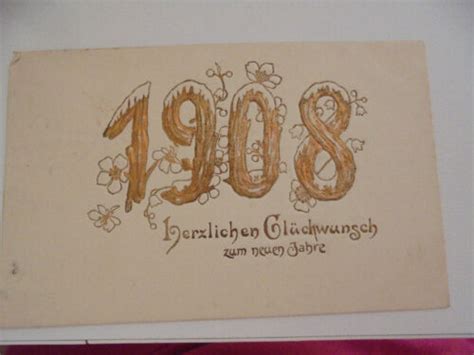 1908
Herzlichen Glückwunsch
zum neuen Jahre